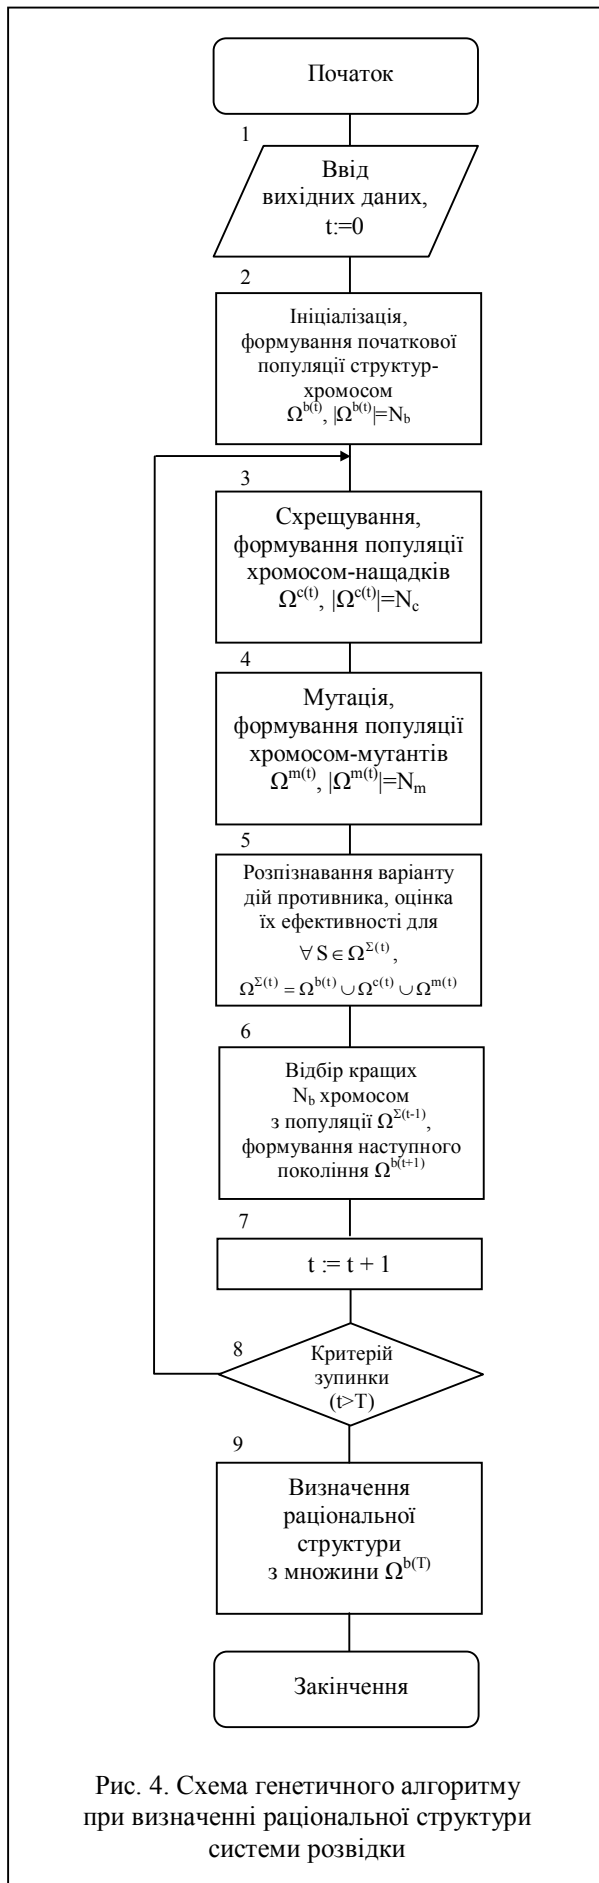 Початок
1
Ввід
вихідних даних,
t:=0
2
Ініціалізація,
формування початкової
популяції структур-
хромосом
Ω^b(t), |Ω^b(t)|=N_b
3
Схрещування,
формування популяції
хромосом-нащадків
Ω^c(t), |Ω^c(t)|=N_c
4
Мутація,
формування популяції
хромосом-мутантів
Ω^m(t), |Ω^m(t)|=N_m
5
Розпізнавання варіанту
дій противника, оцінка
їх ефективності для
∀ S ∈ Ω^Σ(t) ,
Ω^Σ(t) = Ω^b(t) ∪ Ω^c(t) ∪ Ω^m(t)
6
Відбір кращих
N_b хромосом
з популяції Ω^Σ(t-1),
формування наступного
покоління Ω^b(t+1)
7
t := t + 1
8
Критерій
зупинки
(t>T)
9
Визначення
раціональної
структури
з множини Ω^b(T)
Закінчення
Рис. 4. Схема генетичного алгоритму
при визначенні раціональної структури
системи розвідки